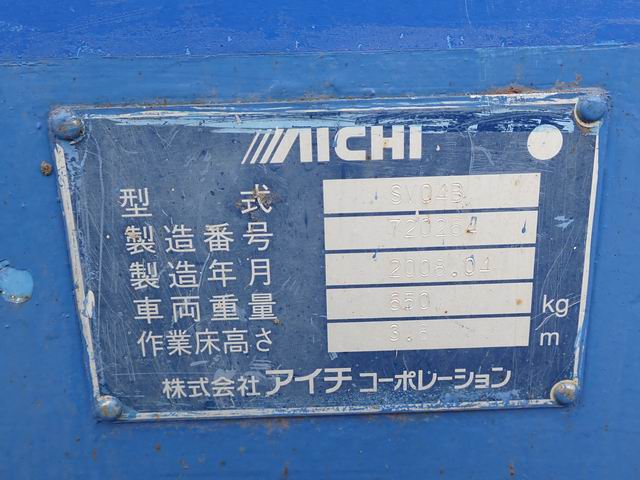 AICHI
型式 SV04B
製造番号
製造年月 2008.04
車両重量 650 kg
作業床高さ m
株式会社アイチコーポレーション